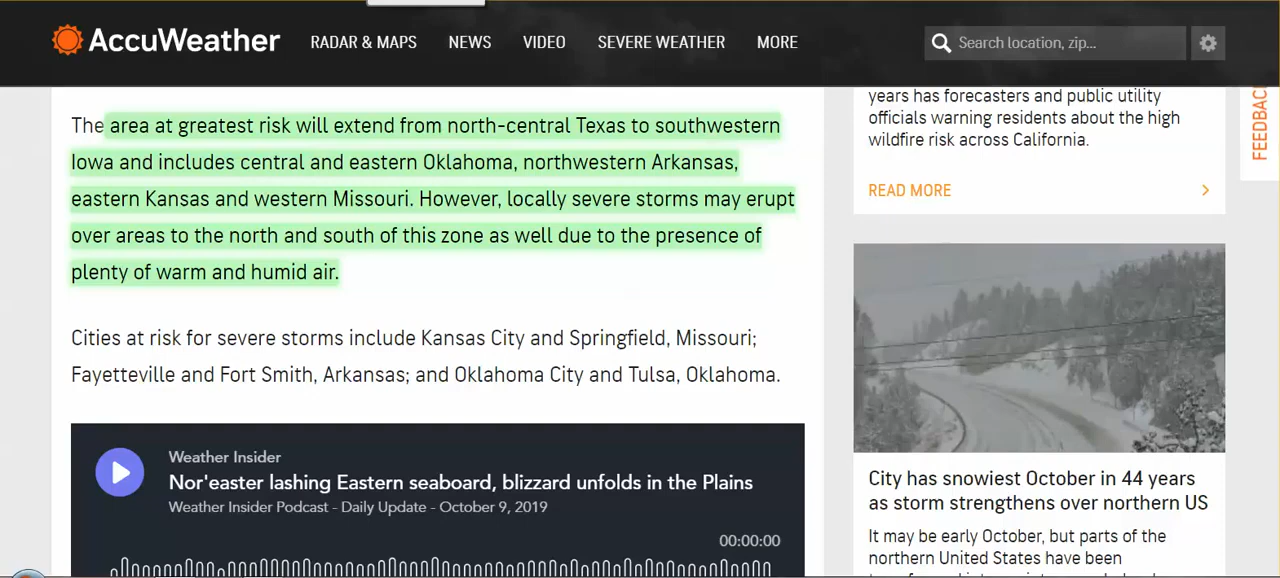 AccuWeather
RADAR & MAPS
NEWS
VIDEO
SEVERE WEATHER
MORE
Search location, zip...
The area at greatest risk will extend from north-central Texas to southwestern
Iowa and includes central and eastern Oklahoma, northwestern Arkansas,
eastern Kansas and western Missouri. However, locally severe storms may erupt
over areas to the north and south of this zone as well due to the presence of
plenty of warm and humid air.
Cities at risk for severe storms include Kansas City and Springfield, Missouri;
Fayetteville and Fort Smith, Arkansas; and Oklahoma City and Tulsa, Oklahoma.
Weather Insider
Nor'easter lashing Eastern seaboard, blizzard unfolds in the Plains
Weather Insider Podcast - Daily Update - October 9, 2019
00:00:00
years has forecasters and public utility
officials warning residents about the high
wildfire risk across California.
READ MORE
City has snowiest October in 44 years
as storm strengthens over northern US
It may be early October, but parts of the
northern United States have been
FEEDBAC